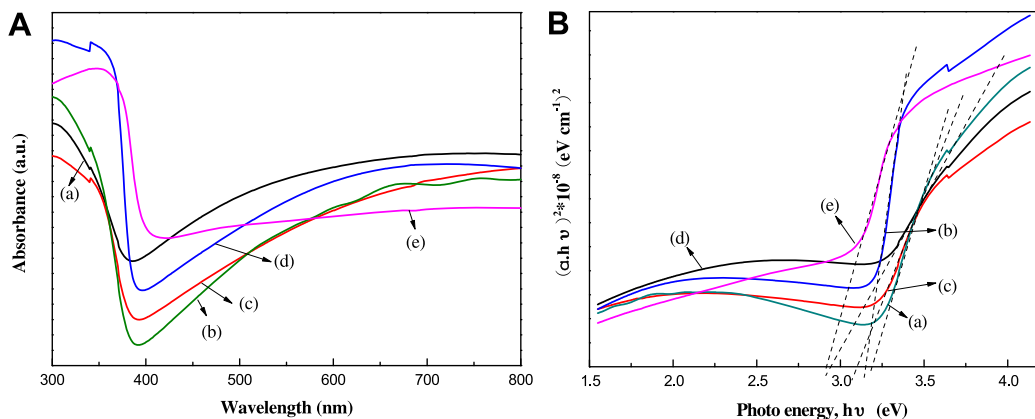 A
Absorbance (a.u.)
(a)
(e)
(d)
(c)
(b)
300 400 500 600 700 800
Wavelength (nm)
B
(a.h υ)²*10⁻⁸ (eV cm⁻¹)²
(e)
(d)
(b)
(c)
(a)
1.5 2.0 2.5 3.0 3.5 4.0
Photo energy, hυ (eV)